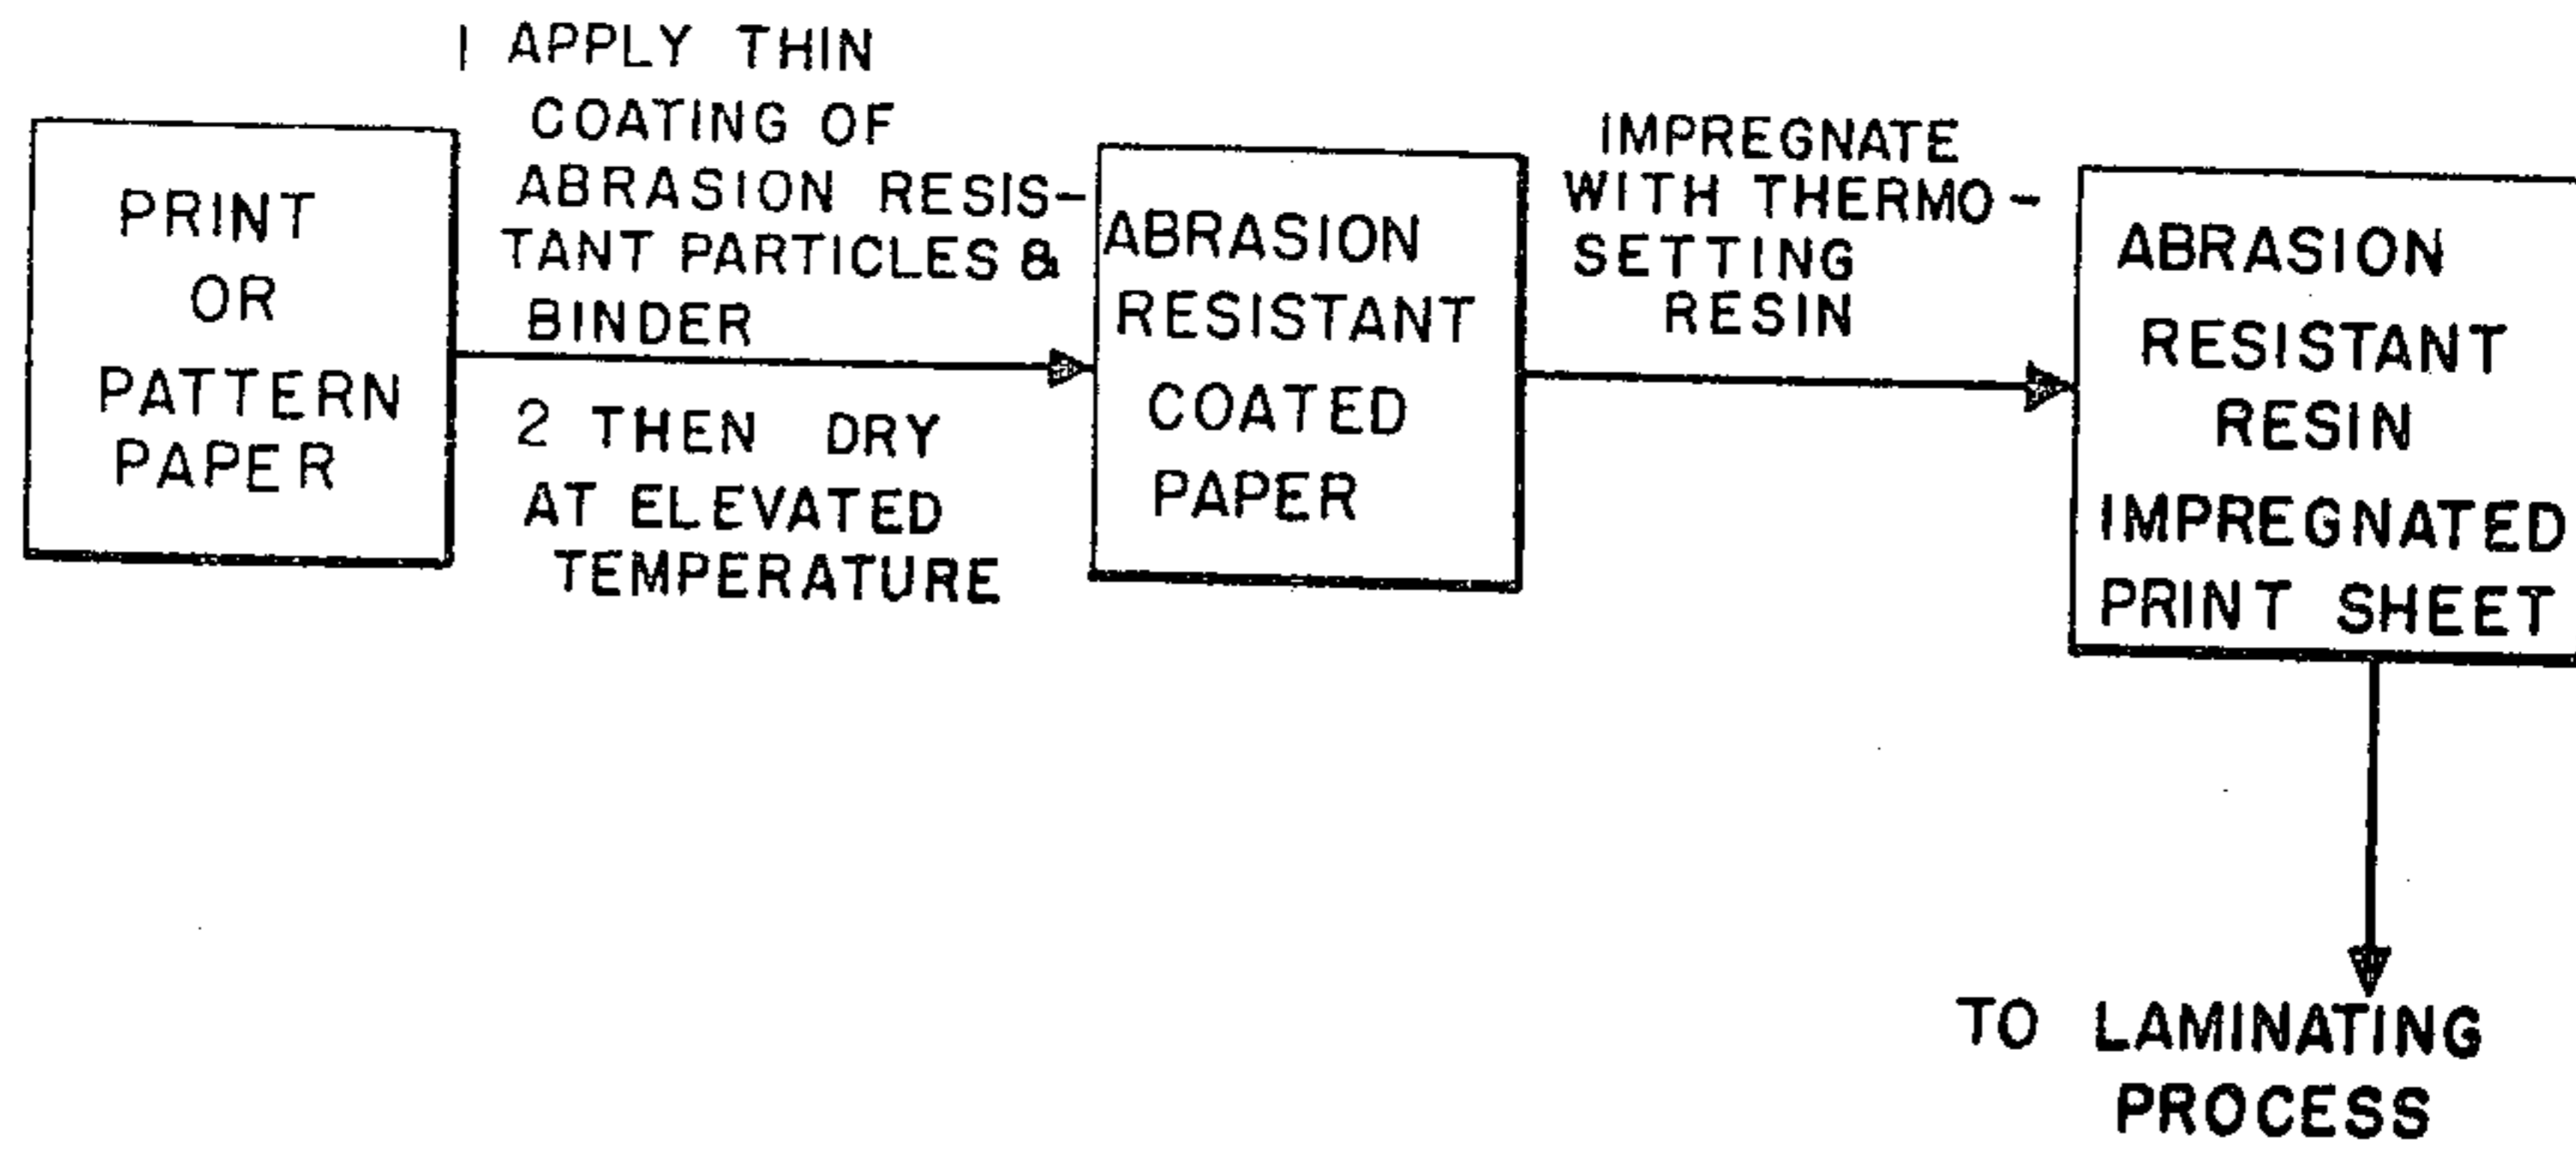 PRINT
OR
PATTERN
PAPER
1 APPLY THIN
COATING OF
ABRASION RESIS-
TANT PARTICLES &
BINDER
2 THEN DRY
AT ELEVATED
TEMPERATURE
ABRASION
RESISTANT
COATED
PAPER
IMPREGNATE
WITH THERMO-
SETTING
RESIN
ABRASION
RESISTANT
RESIN
IMPREGNATED
PRINT SHEET
TO LAMINATING
PROCESS